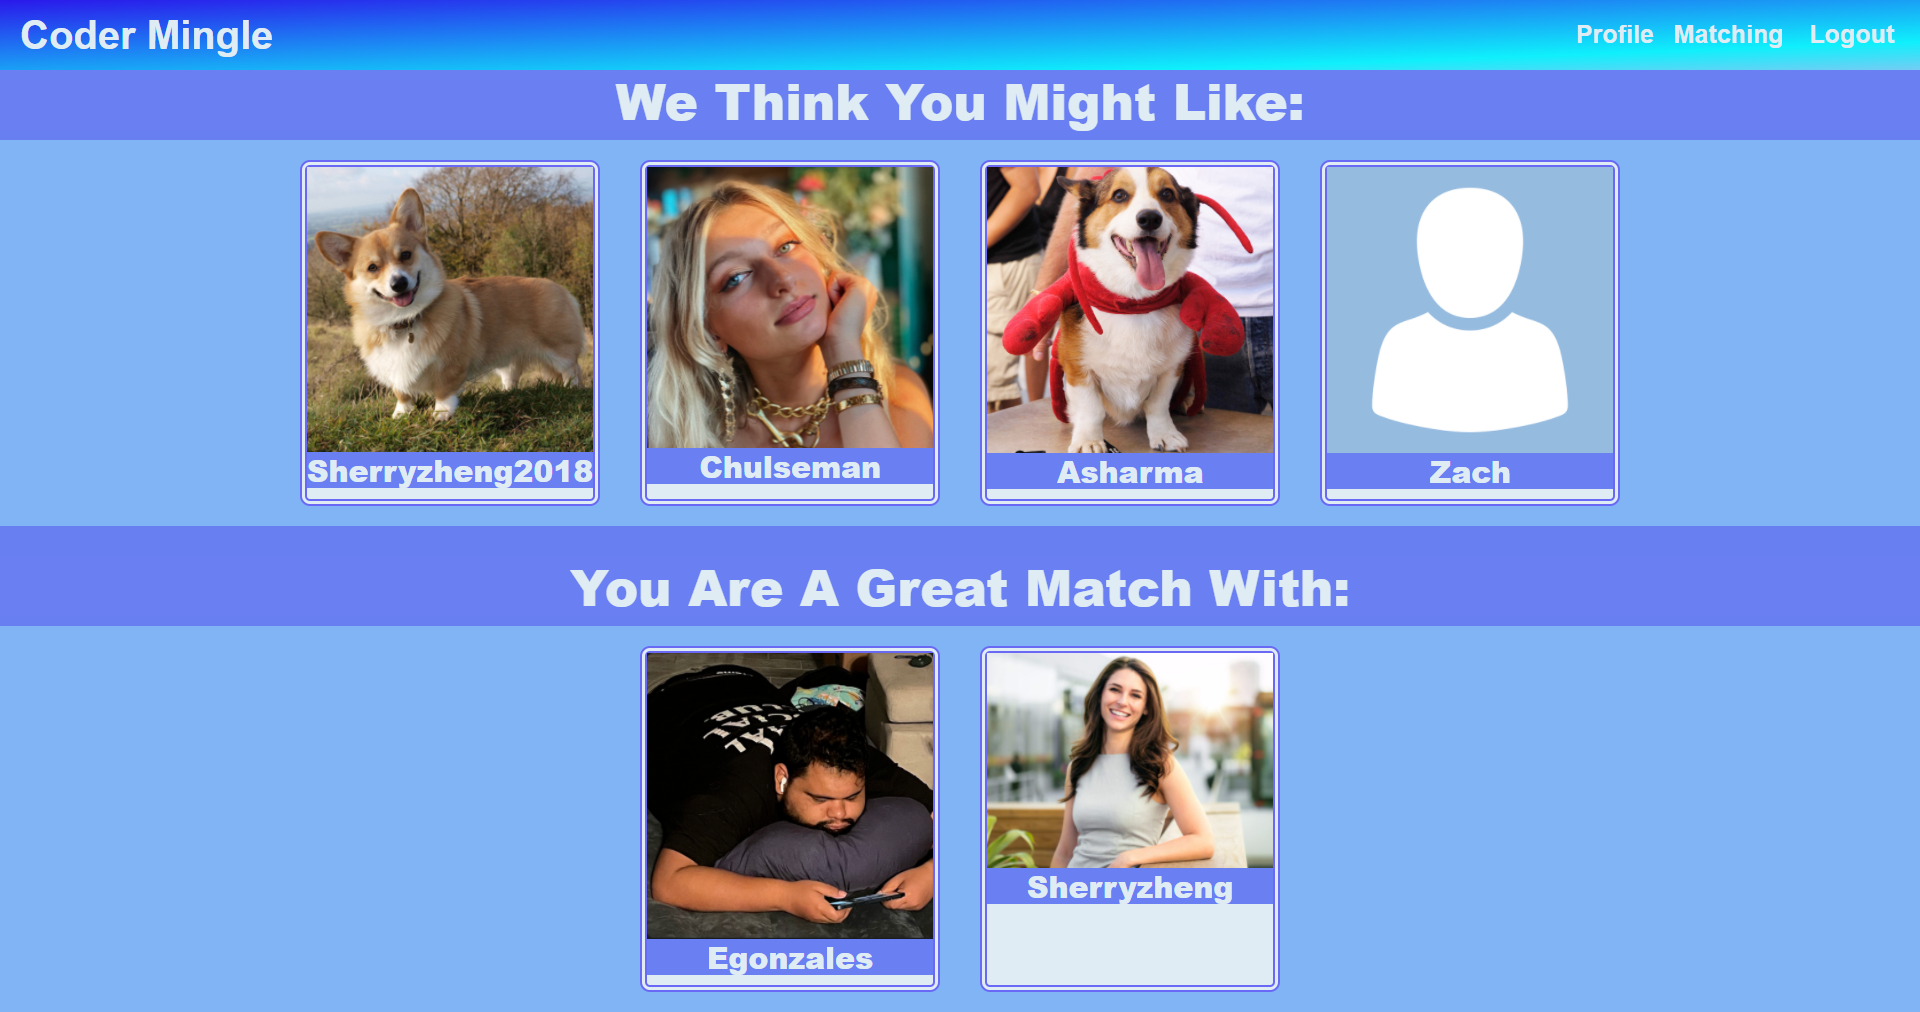 Coder Mingle Profile Matching Logout
We Think You Might Like:
Sherryzheng2018 Chulseman Asharma Zach
You Are A Great Match With:
Egonzales Sherryzheng